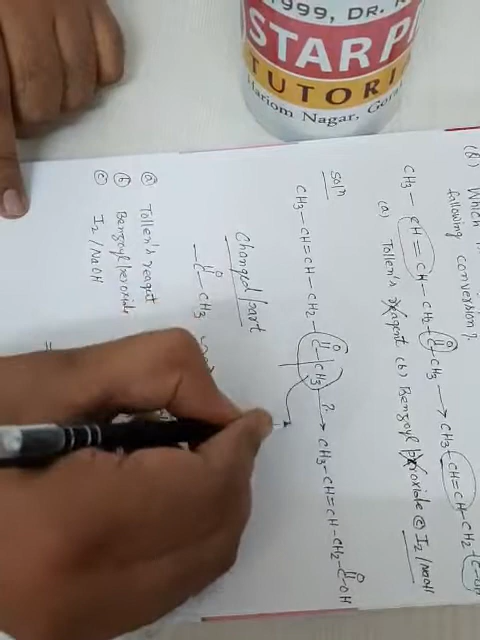 1999, DR.
STAR P
TUTORI
Hariom Nagar, Gora
(Q) Which
following conversion?
CH₃-CH=CH-CH₂-C(=O)-CH₃ → CH₃-CH=CH-CH₂-C-OH
(a) Tollen's reagent (b) Benzoyl peroxide (c) I₂/NaOH
Solⁿ
CH₃-CH=CH-CH₂-C(=O)-CH₃ —?→ CH₃-CH=CH-CH₂-C(=O)-OH
Changed part
-C(=O)-CH₃
(a) Tollen's reagent
(b) Benzoyl peroxide
(c) I₂/NaOH